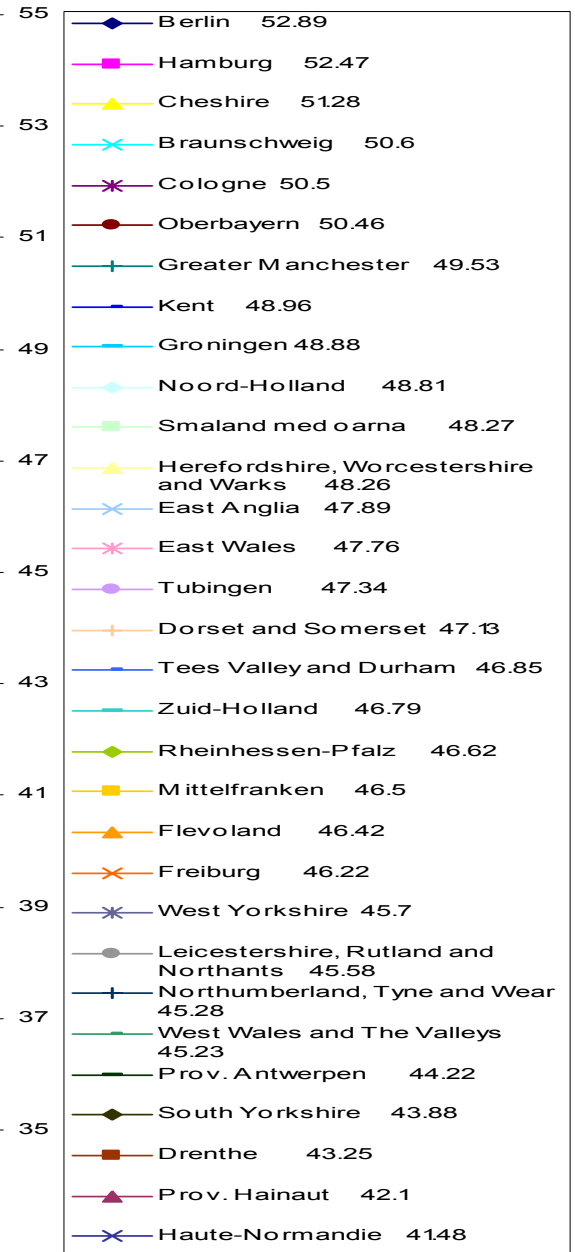 55
53
51
49
47
45
43
41
39
37
35
Berlin 52.89
Hamburg 52.47
Cheshire 51.28
Braunschweig 50.6
Cologne 50.5
Oberbayern 50.46
Greater Manchester 49.53
Kent 48.96
Groningen 48.88
Noord-Holland 48.81
Smaland med oarna 48.27
Herefordshire, Worcestershire
and Warks 48.26
East Anglia 47.89
East Wales 47.76
Tubingen 47.34
Dorset and Somerset 47.13
Tees Valley and Durham 46.85
Zuid-Holland 46.79
Rheinhessen-Pfalz 46.62
Mittelfranken 46.5
Flevoland 46.42
Freiburg 46.22
West Yorkshire 45.7
Leicestershire, Rutland and
Northants 45.58
Northumberland, Tyne and Wear
45.28
West Wales and The Valleys
45.23
Prov. Antwerpen 44.22
South Yorkshire 43.88
Drenthe 43.25
Prov. Hainaut 42.1
Haute-Normandie 41.48